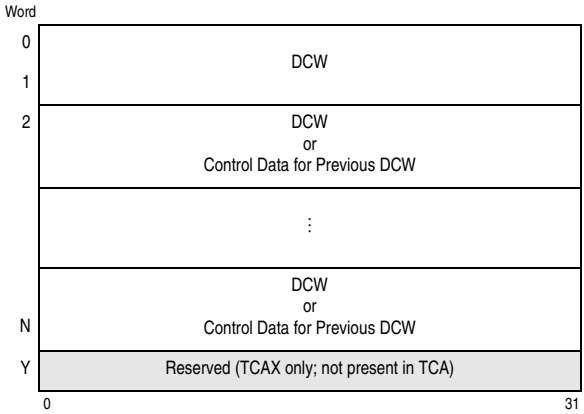 Word
0
DCW
1
2
DCW
or
Control Data for Previous DCW
⋮
DCW
or
N
Control Data for Previous DCW
Y
Reserved (TCAX only; not present in TCA)
0
31